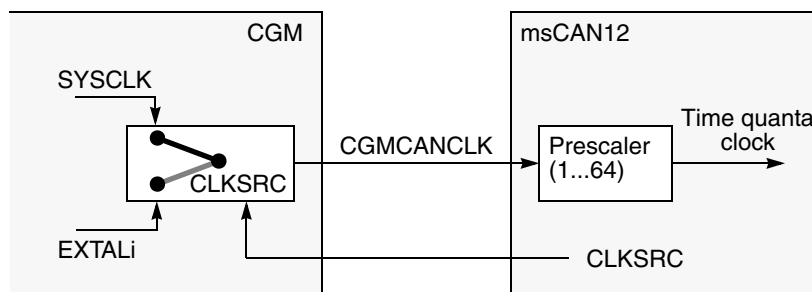 CGM
msCAN12
SYSCLK
CLKSRC
EXTALi
CGMCANCLK
Prescaler
(1...64)
Time quanta
clock
CLKSRC